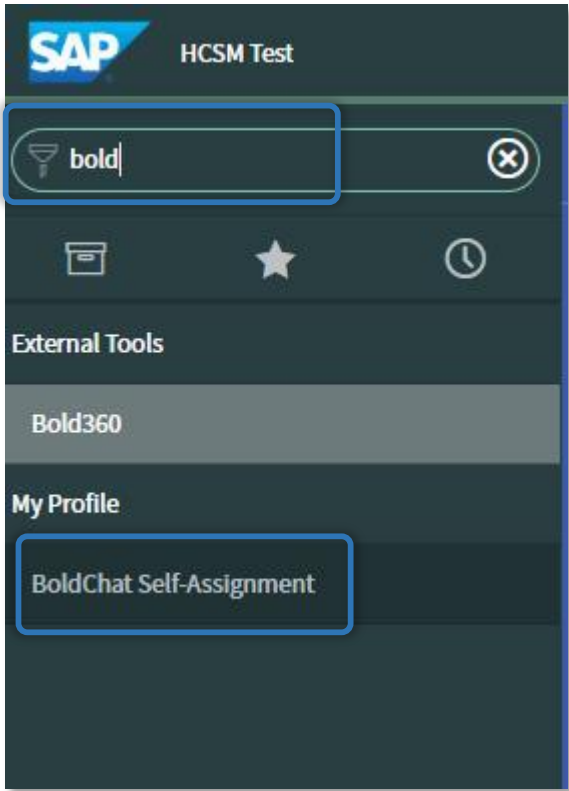 SAP HCSM Test
bold
External Tools
Bold360
My Profile
BoldChat Self-Assignment